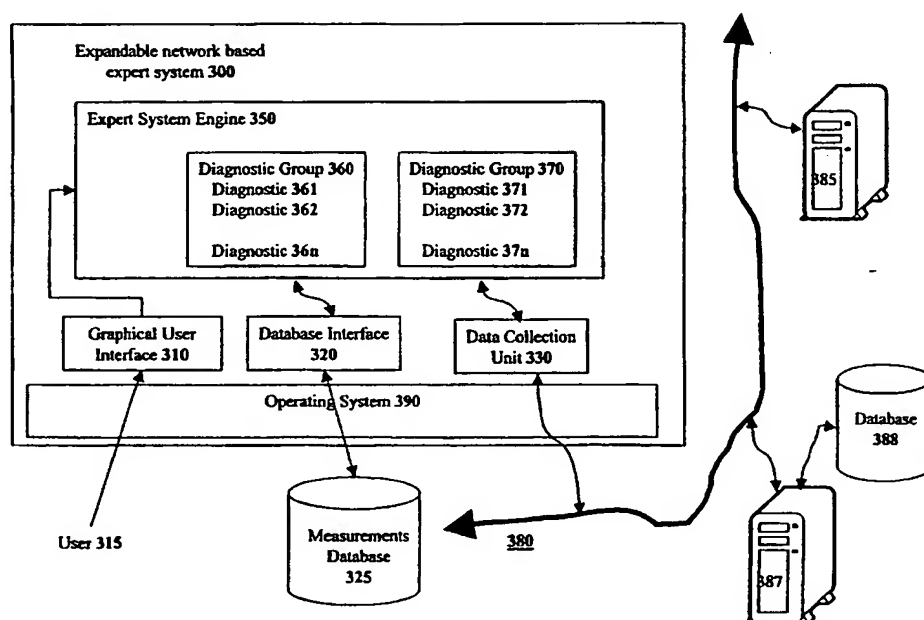 Expandable network based
expert system 300
Expert System Engine 350
Diagnostic Group 360
Diagnostic 361
Diagnostic 362
Diagnostic 36n
Diagnostic Group 370
Diagnostic 371
Diagnostic 372
Diagnostic 37n
Graphical User
Interface 310
Database Interface
320
Data Collection
Unit 330
Operating System 390
User 315
Measurements
Database
325
380
385
Database
388
387